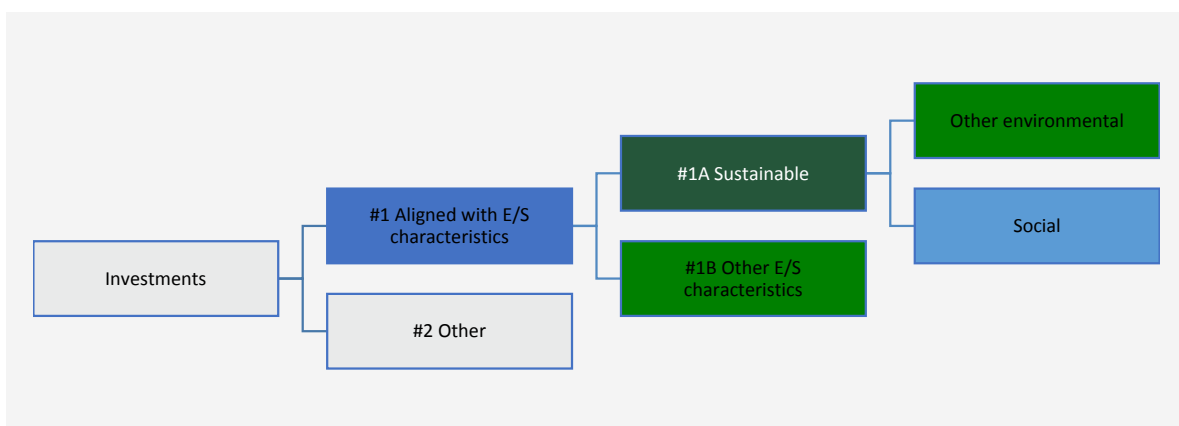 Investments
#1 Aligned with E/S
characteristics
#2 Other
#1A Sustainable
#1B Other E/S
characteristics
Other environmental
Social